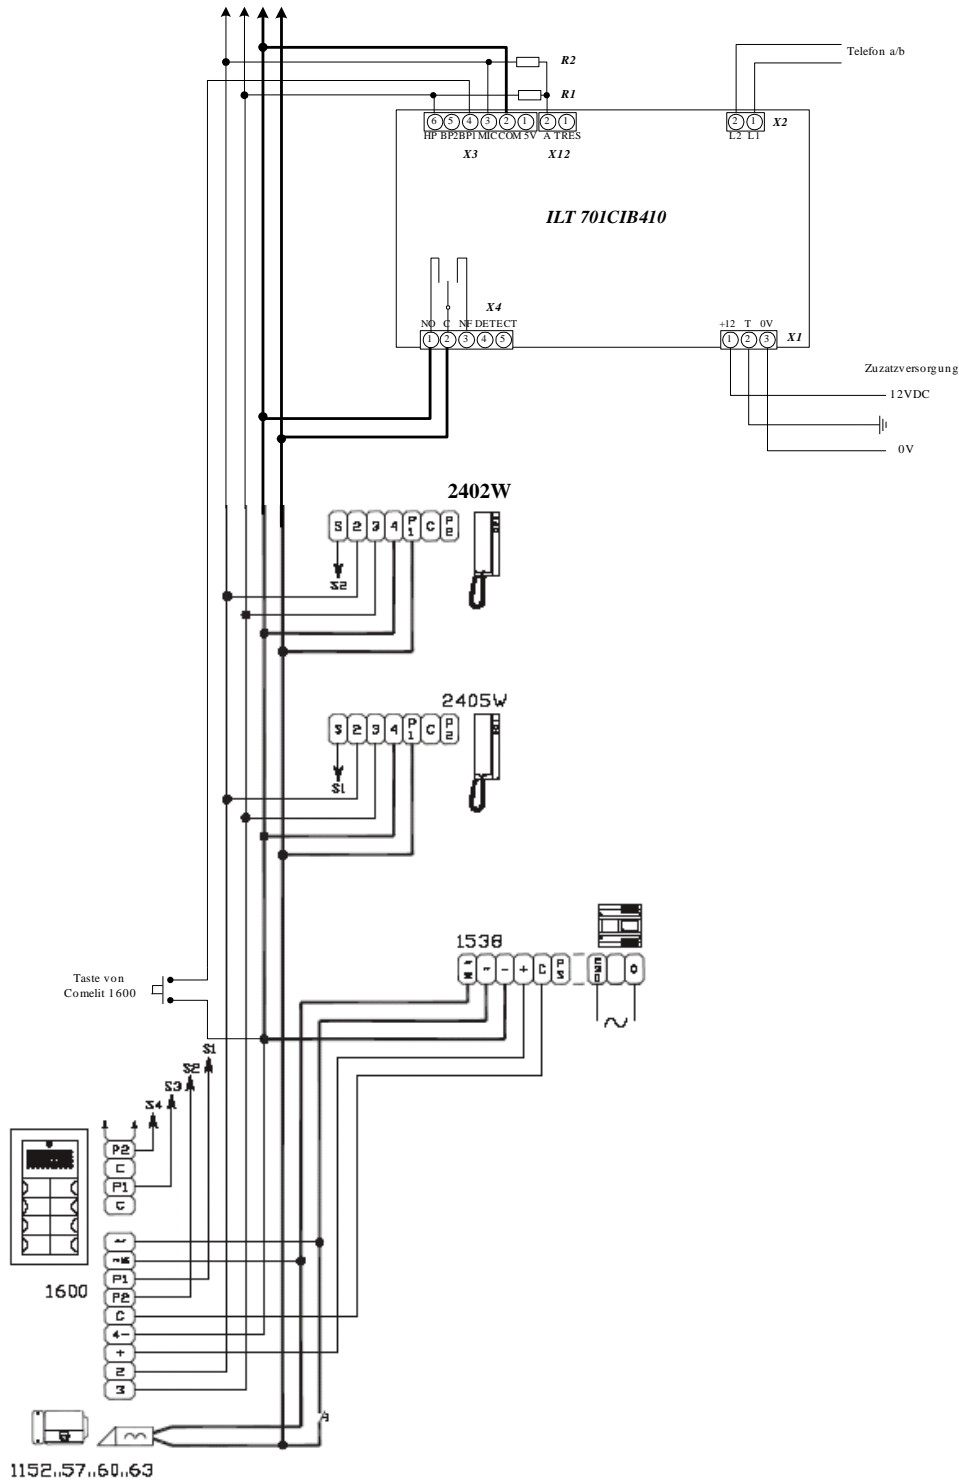 R2
Telefon a/b
R1
6 5 4 3 2 1 2 1
2 1
X2
HP BP2 BP1 MIC COM 5V A TRES
L2 L1
X3
X12
ILT 701CIB410
X4
NO C NF DETECT
+12 T 0V
1 2 3 4 5
1 2 3
X1
Zuzatzversorgung
12VDC
0V
2402W
S 2 3 4 P1 C P2
S2
2405W
S 2 3 4 P1 C P2
S1
1538
- +
0
Taste von
Comelit 1600
S1
S2
S3
S4
P2
C
P1
C
~
P1
1600
P2
C
4-
+
2
3
1152..57..60..63